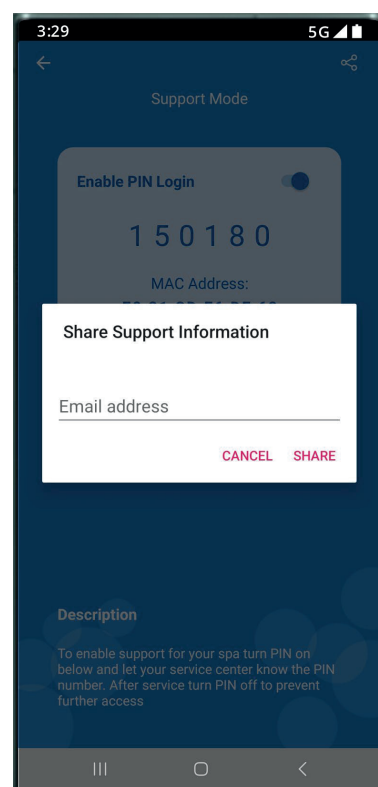 3:29
5G
Support Mode
Enable PIN Login
150180
MAC Address:
Share Support Information
Email address
CANCEL SHARE
Description
To enable support for your spa turn PIN on
below and let your service center know the PIN
number. After service turn PIN off to prevent
further access